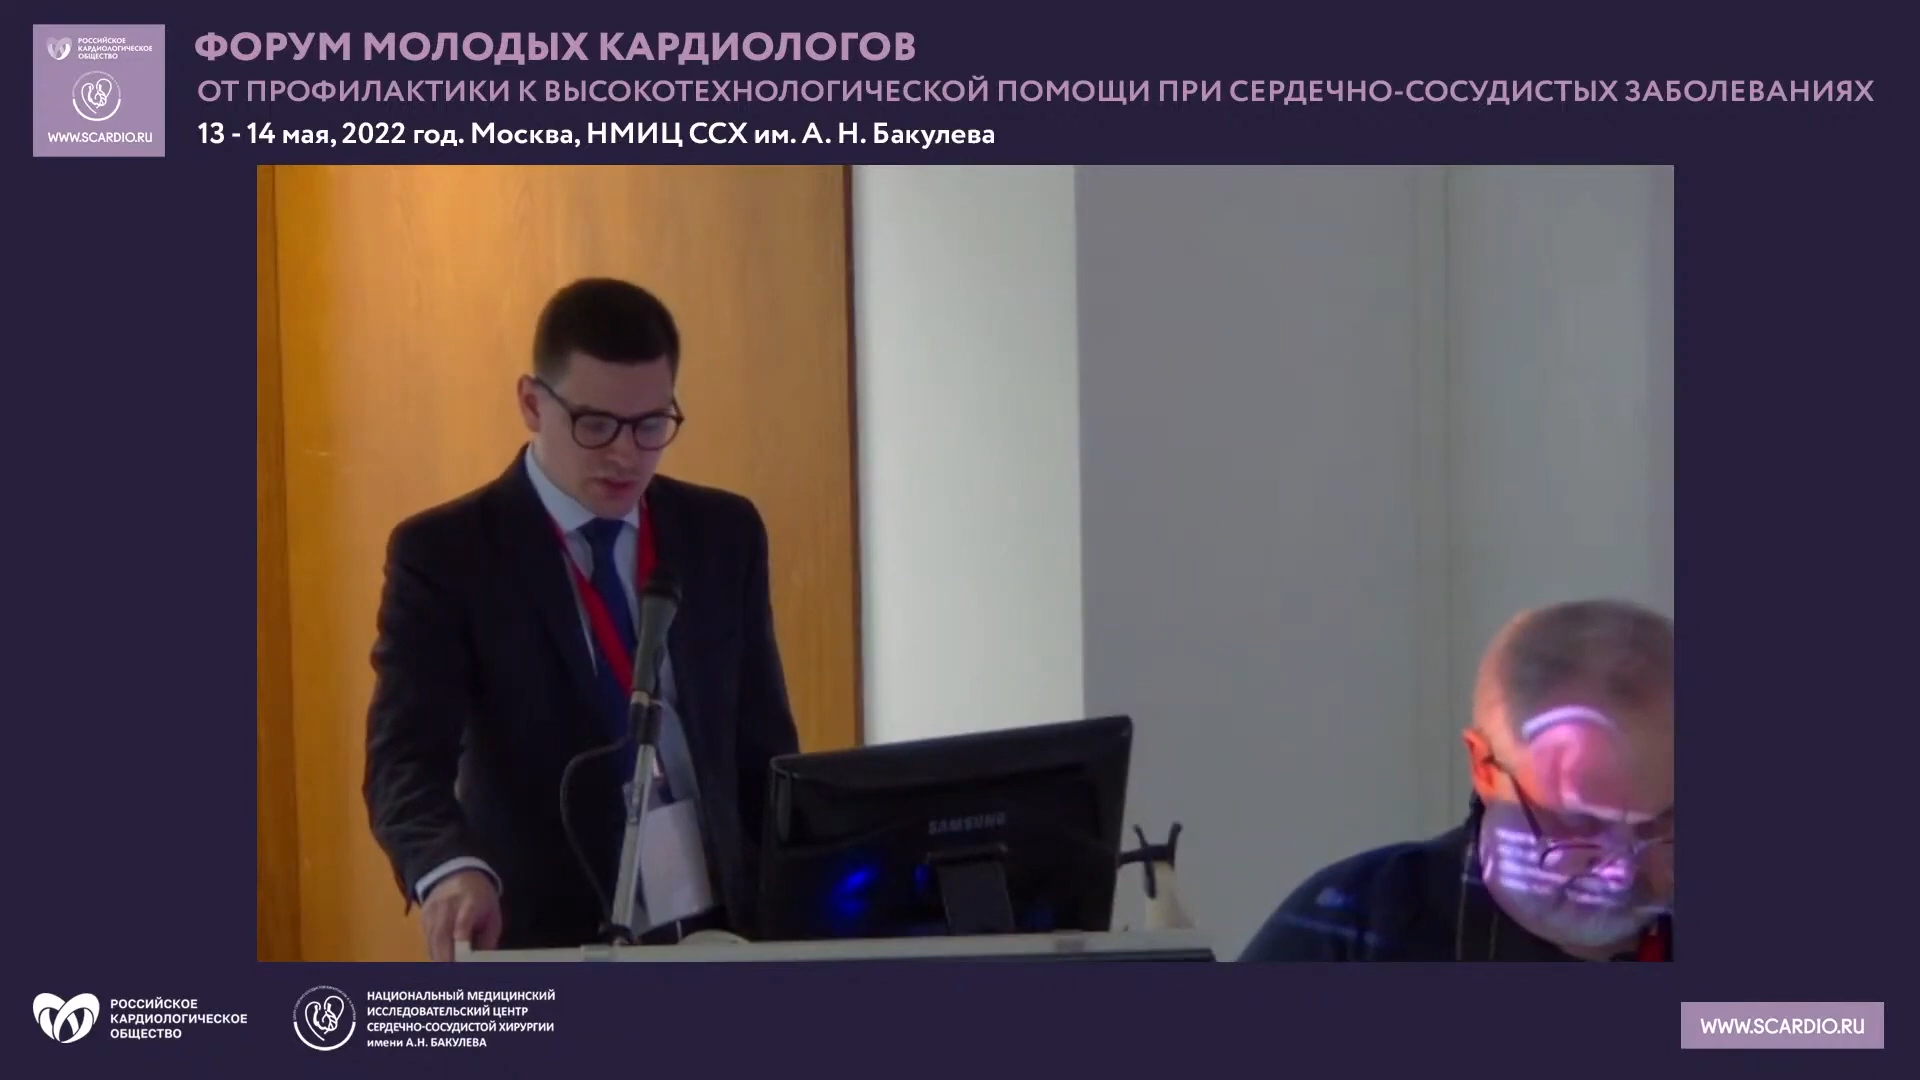 РОССИЙСКОЕ
КАРДИОЛОГИЧЕСКОЕ
ОБЩЕСТВО
WWW.SCARDIO.RU
ФОРУМ МОЛОДЫХ КАРДИОЛОГОВ
ОТ ПРОФИЛАКТИКИ К ВЫСОКОТЕХНОЛОГИЧЕСКОЙ ПОМОЩИ ПРИ СЕРДЕЧНО-СОСУДИСТЫХ ЗАБОЛЕВАНИЯХ
13 - 14 мая, 2022 год. Москва, НМИЦ ССХ им. А. Н. Бакулева
SAMSUNG
РОССИЙСКОЕ
КАРДИОЛОГИЧЕСКОЕ
ОБЩЕСТВО
НАЦИОНАЛЬНЫЙ МЕДИЦИНСКИЙ
ИССЛЕДОВАТЕЛЬСКИЙ ЦЕНТР
СЕРДЕЧНО-СОСУДИСТОЙ ХИРУРГИИ
имени А.Н. БАКУЛЕВА
WWW.SCARDIO.RU